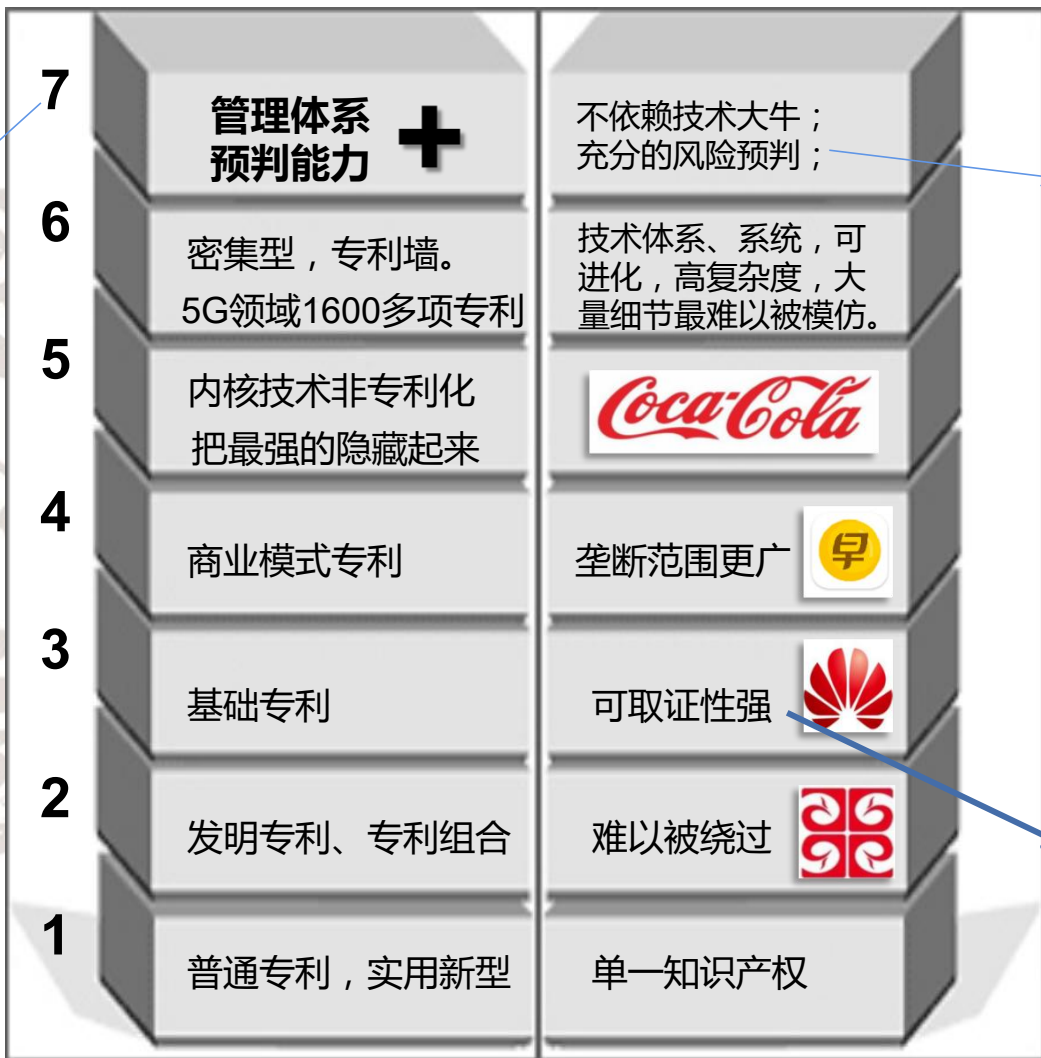 7
管理体系
预判能力
+
不依赖技术大牛；
充分的风险预判；
6
密集型，专利墙。
5G领域1600多项专利
技术体系、系统，可
进化，高复杂度，大
量细节最难以被模仿。
5
内核技术非专利化
把最强的隐藏起来
Coca-Cola
4
商业模式专利
垄断范围更广
早
3
基础专利
可取证性强
2
发明专利、专利组合
难以被绕过
1
普通专利，实用新型
单一知识产权